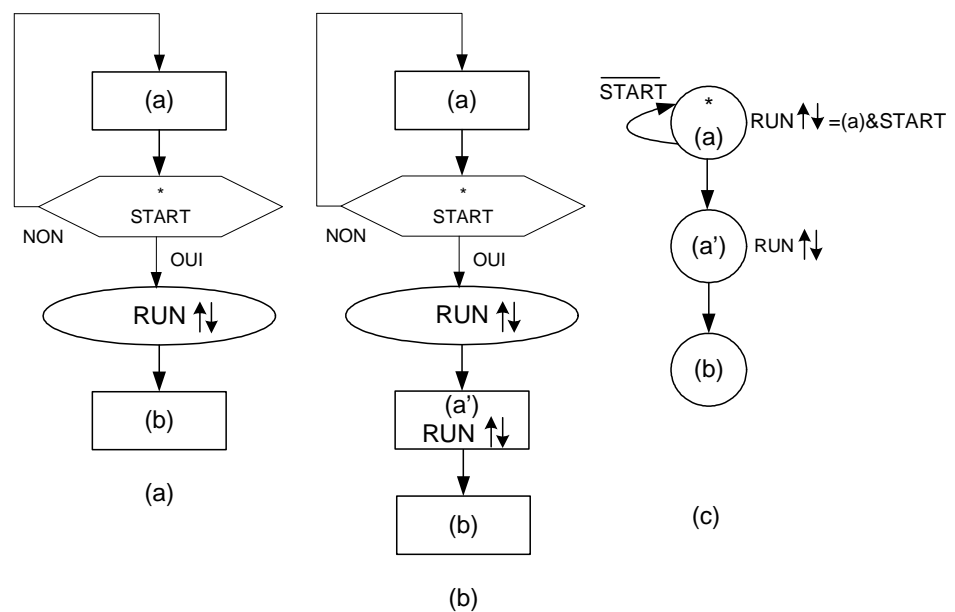 (a)
*
START
NON
OUI
RUN ↑↓
(b)
(a)
(a)
*
START
NON
OUI
RUN ↑↓
(a’)
RUN ↑↓
(b)
(b)
START
*
(a)
RUN ↑↓ =(a)&START
(a’)
RUN ↑↓
(b)
(c)